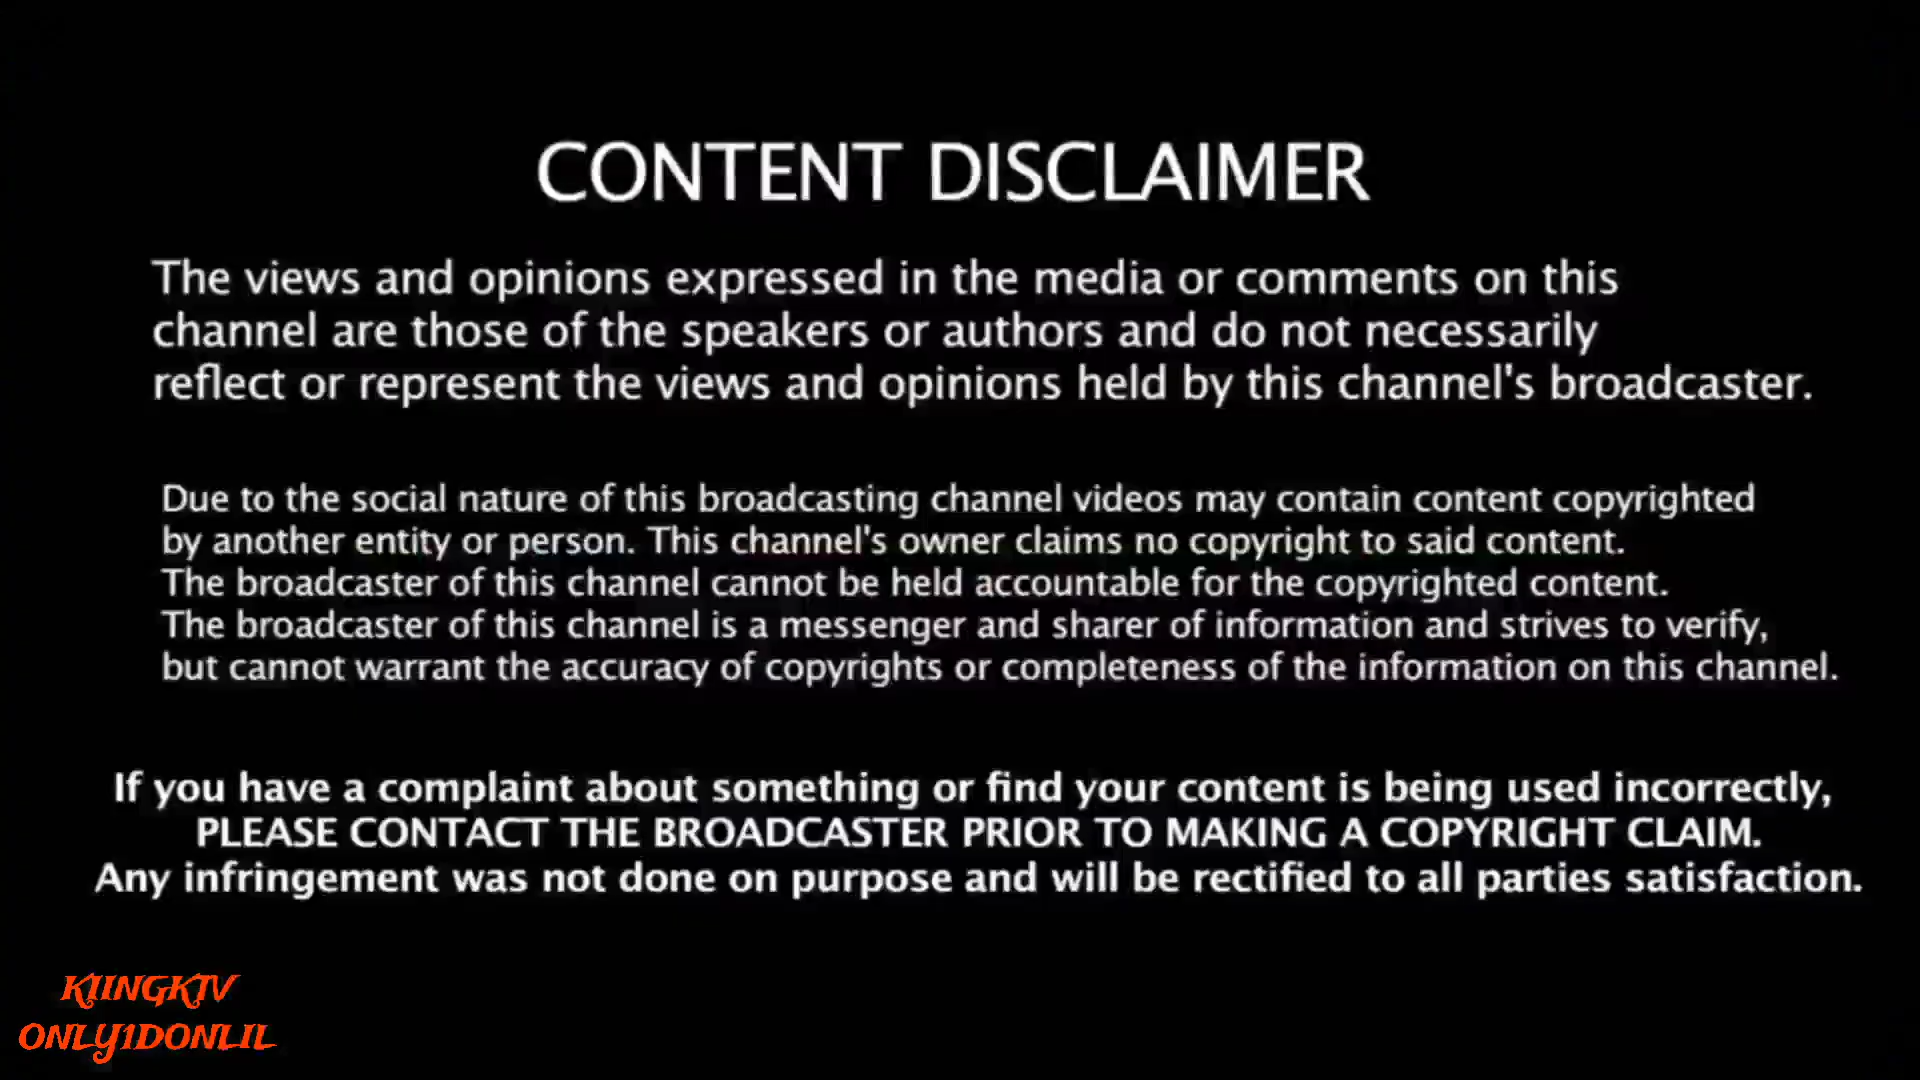 CONTENT DISCLAIMER
The views and opinions expressed in the media or comments on this
channel are those of the speakers or authors and do not necessarily
reflect or represent the views and opinions held by this channel's broadcaster.
Due to the social nature of this broadcasting channel videos may contain content copyrighted
by another entity or person. This channel's owner claims no copyright to said content.
The broadcaster of this channel cannot be held accountable for the copyrighted content.
The broadcaster of this channel is a messenger and sharer of information and strives to verify,
but cannot warrant the accuracy of copyrights or completeness of the information on this channel.
If you have a complaint about something or find your content is being used incorrectly,
PLEASE CONTACT THE BROADCASTER PRIOR TO MAKING A COPYRIGHT CLAIM.
Any infringement was not done on purpose and will be rectified to all parties satisfaction.
KIINGKTV
ONLY1DONLIL